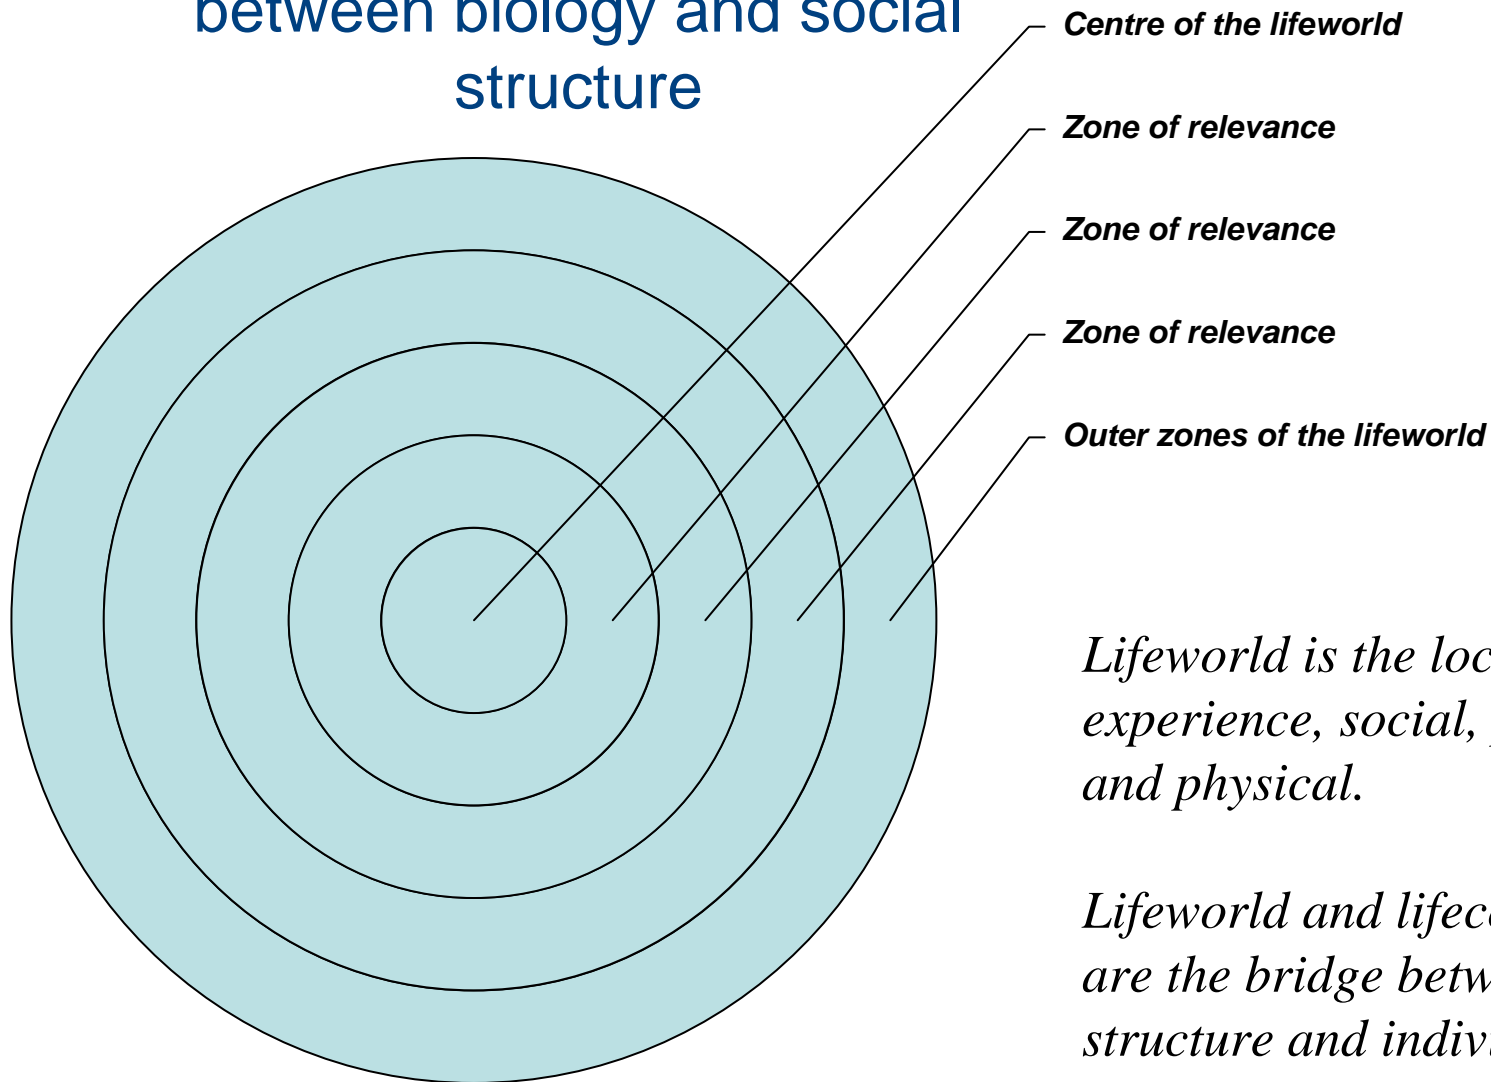 between biology and social
structure
Centre of the lifeworld
Zone of relevance
Zone of relevance
Zone of relevance
Outer zones of the lifeworld
Lifeworld is the
experience, social,
and physical.
Lifeworld and
are the bridge
structure and